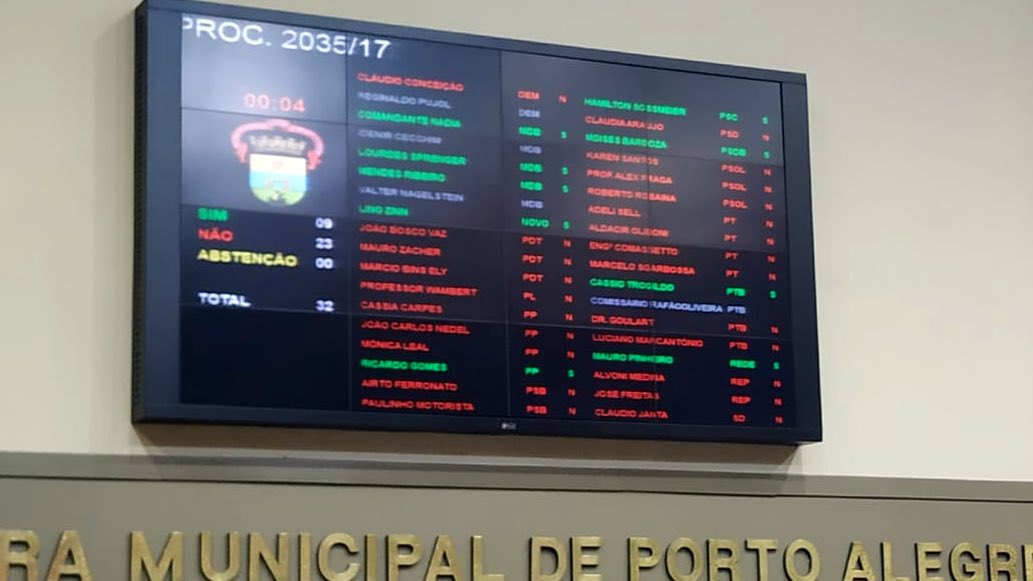 PROC. 2035/17
00:04
SIM 09
NÃO 23
ABSTENÇÃO 00
TOTAL 32
CLAUDIO CONCEIÇÃO DEM N
REGINALDO PUJOL DEM
COMANDANTE NADIA MDB S
IDENIR CECCHIM MDB
LOURDES SPRENGER MDB S
MENDES RIBEIRO MDB S
VALTER NAGELSTEIN MDB
LINO ZINN NOVO S
JOÃO BOSCO VAZ PDT N
MAURO ZACHER PDT N
MARCIO BINS ELY PDT N
PROFESSOR WAMBERT PL N
CASSIA CARPES PP N
JOÃO CARLOS NEDEL PP N
MÔNICA LEAL PP N
RICARDO GOMES PP S
AIRTO FERRONATO PSB N
PAULINHO MOTORISTA PSB N
HAMILTON SOSSMEIER PSC S
CLAUDIA ARAUJO PSD N
MOISES BARBOZA PSDB S
KAREN SANTOS PSOL N
PROF. ALEX FRAGA PSOL N
ROBERTO ROBAINA PSOL N
ADELI SELL PT N
ALDACIR OLIBONI PT N
ENGº COMASSETTO PT N
MARCELO SGARBOSSA PT N
CASSIO TROGILDO PTB S
COMISSARIO RAFÃOOLIVEIRA PTB
DR. GOULART PTB N
LUCIANO MARCANTÔNIO PTB N
MAURO PINHEIRO REDE S
ALVONI MEDINA REP N
JOSE FREITAS REP N
CLAUDIO JANTA SD N
RA MUNICIPAL DE PORTO ALEGR